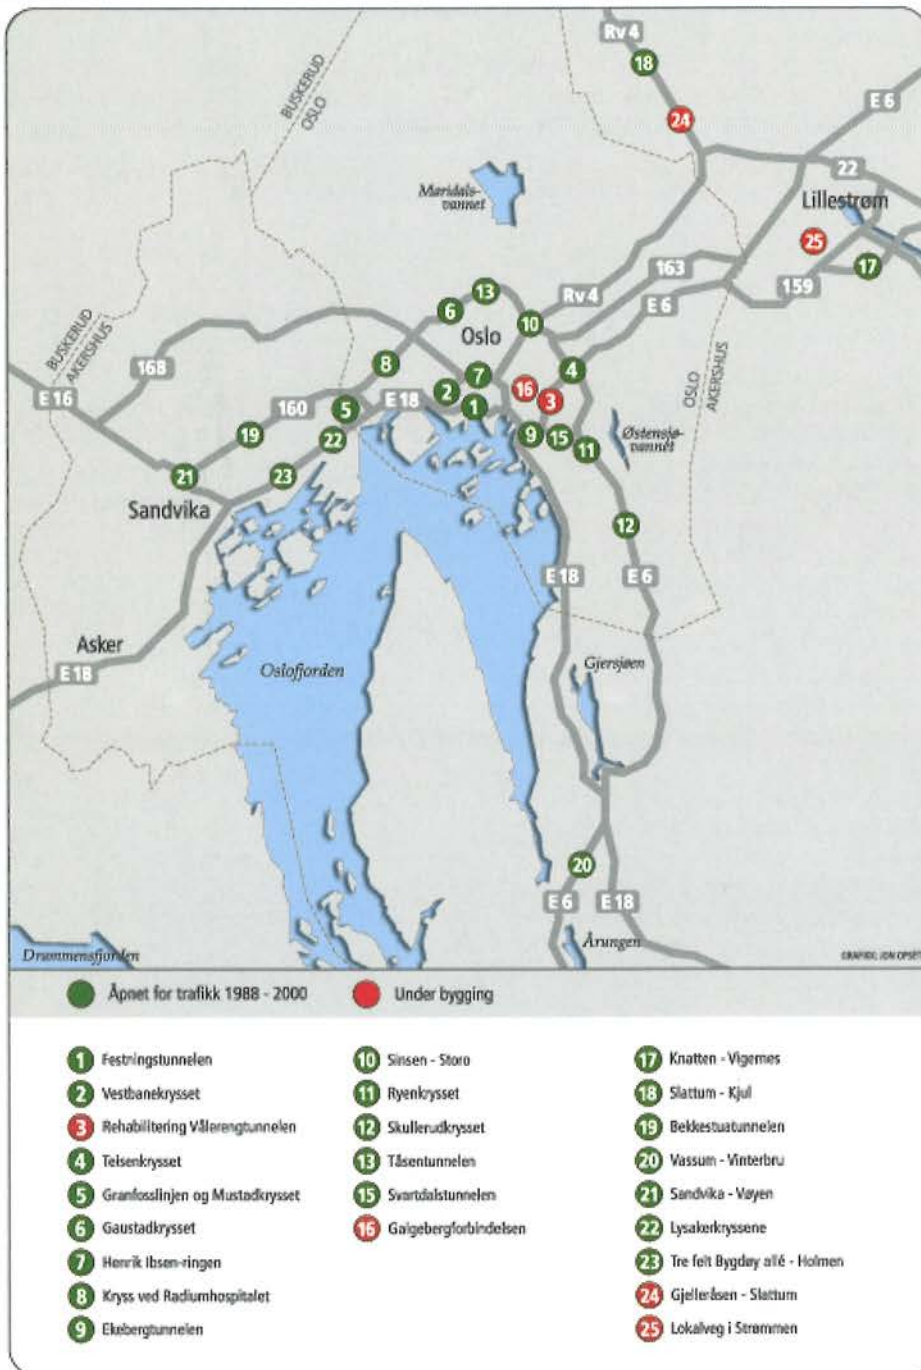 Rv 4
18
BUSKERUD
OSLO
E 6
24
22
Maridals-
vannet
Lillestrøm
25
17
163
13
159
Rv 4
6
E 6
10
Oslo
BUSKERUD
AKERSHUS
168
8
4
7
16
OSLO
AKERSHUS
E 16
2
3
160
5
E 18
1
19
22
9
15
11
Østensjø-
vannet
21
23
Sandvika
12
E 18
E 6
Asker
E 18
Oslofjorden
Gjersjøen
20
E 6
E 18
Årungen
Drammensfjorden
GRAFIKK: JON OPSETH
Åpnet for trafikk 1988 - 2000
Under bygging
1 Festningstunnelen
2 Vestbanekrysset
3 Rehabilitering Vålerengtunnelen
4 Teisenkrysset
5 Granfosslinjen og Mustadkrysset
6 Gaustadkrysset
7 Henrik Ibsen-ringen
8 Kryss ved Radiumhospitalet
9 Ekebergtunnelen
10 Sinsen - Storo
11 Ryenkrysset
12 Skullerudkrysset
13 Tåsentunnelen
15 Svartdalstunnelen
16 Galgebergforbindelsen
17 Knatten - Vigernes
18 Slattum - Kjul
19 Bekkestuatunnelen
20 Vassum - Vinterbru
21 Sandvika - Vøyen
22 Lysakerkryssene
23 Tre felt Bygdøy allé - Holmen
24 Gjelleråsen - Slattum
25 Lokalveg i Strømmen